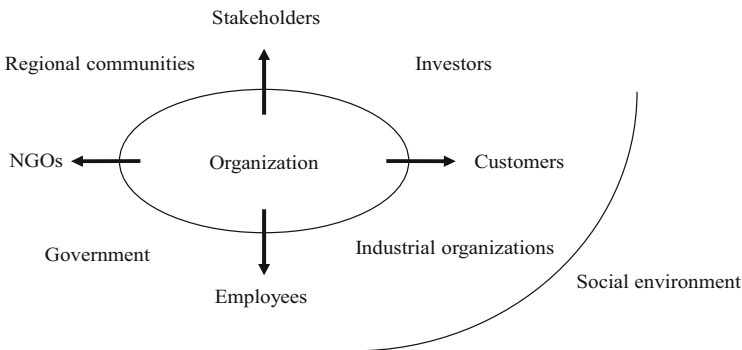 Stakeholders
Regional communities
Investors
NGOs
Organization
Customers
Government
Industrial organizations
Social environment
Employees